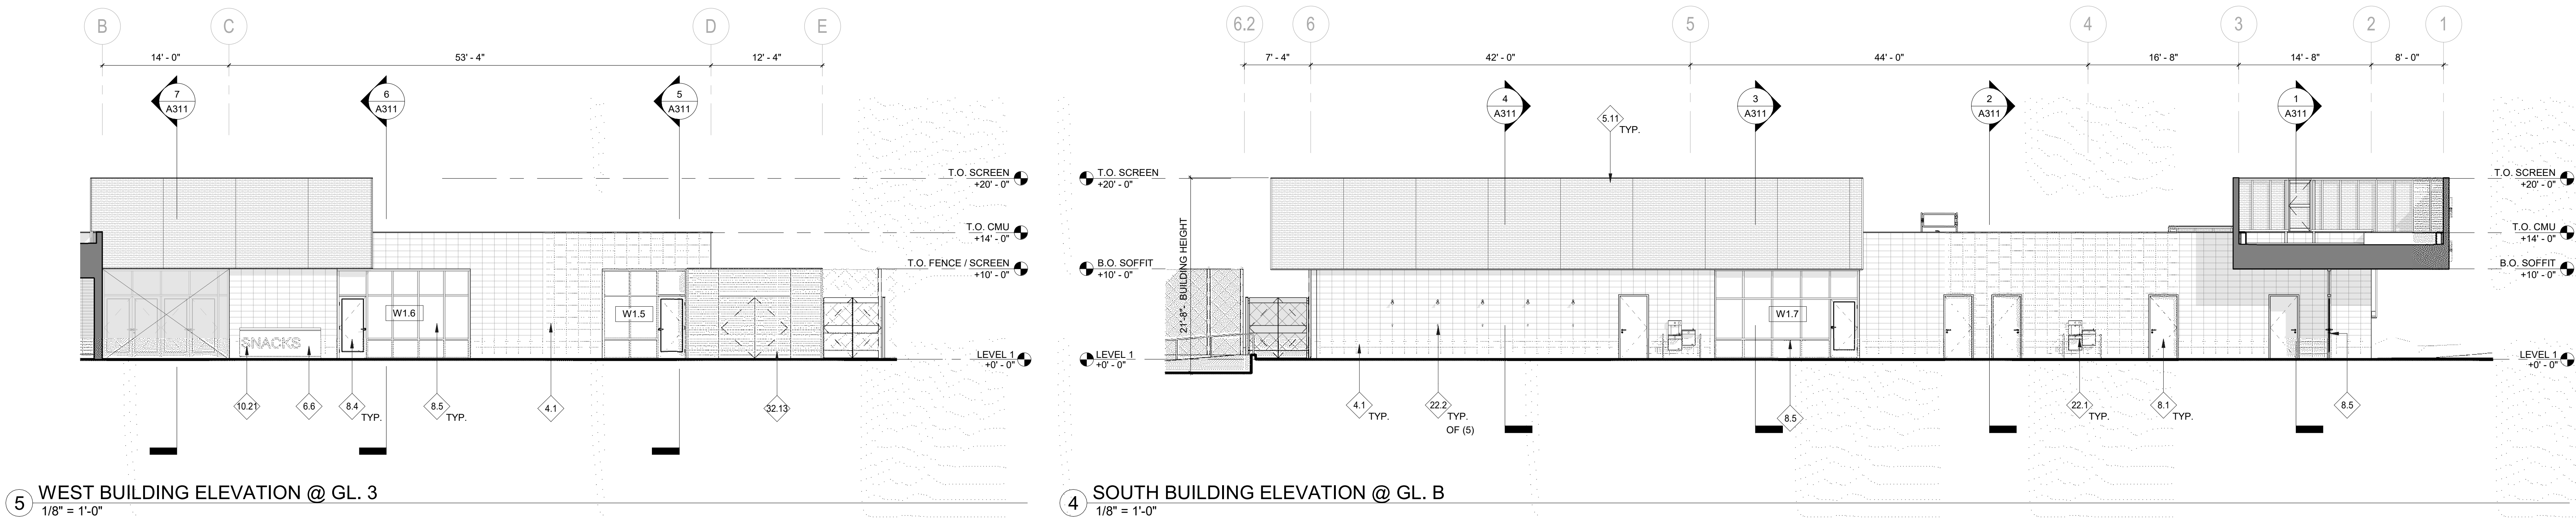 B
C
D
E
14' - 0"
53' - 4"
12' - 4"
7
A311
6
A311
5
A311
T.O. SCREEN
+20' - 0"
T.O. CMU
+14' - 0"
T.O. FENCE / SCREEN
+10' - 0"
LEVEL 1
+0' - 0"
W1.6
W1.5
SNACKS
10.21
6.6
8.4
TYP.
8.5
TYP.
4.1
32.13
5
WEST BUILDING ELEVATION @ GL. 3
1/8" = 1'-0"
6.2
6
5
4
3
2
1
7' - 4"
42' - 0"
44' - 0"
16' - 8"
14' - 8"
8' - 0"
4
A311
3
A311
2
A311
1
A311
5.11
TYP.
T.O. SCREEN
+20' - 0"
B.O. SOFFIT
+10' - 0"
LEVEL 1
+0' - 0"
21'-8"- BUILDING HEIGHT
W1.7
T.O. SCREEN
+20' - 0"
T.O. CMU
+14' - 0"
B.O. SOFFIT
+10' - 0"
LEVEL 1
+0' - 0"
4.1
TYP.
22.2
TYP.
OF (5)
8.5
22.1
TYP.
8.1
TYP.
8.5
4
SOUTH BUILDING ELEVATION @ GL. B
1/8" = 1'-0"